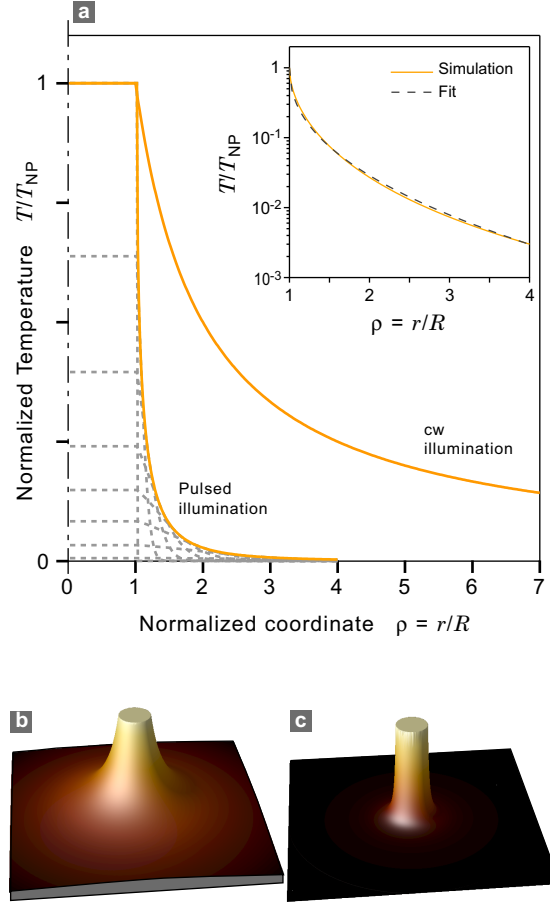 a
Normalized Temperature T/T_NP
1
0
0 1 2 3 4 5 6 7
Normalized coordinate ρ = r/R
Pulsed
illumination
cw
illumination
T/T_NP
1
10^-1
10^-2
10^-3
1 2 3 4
ρ = r/R
Simulation
Fit
b
c